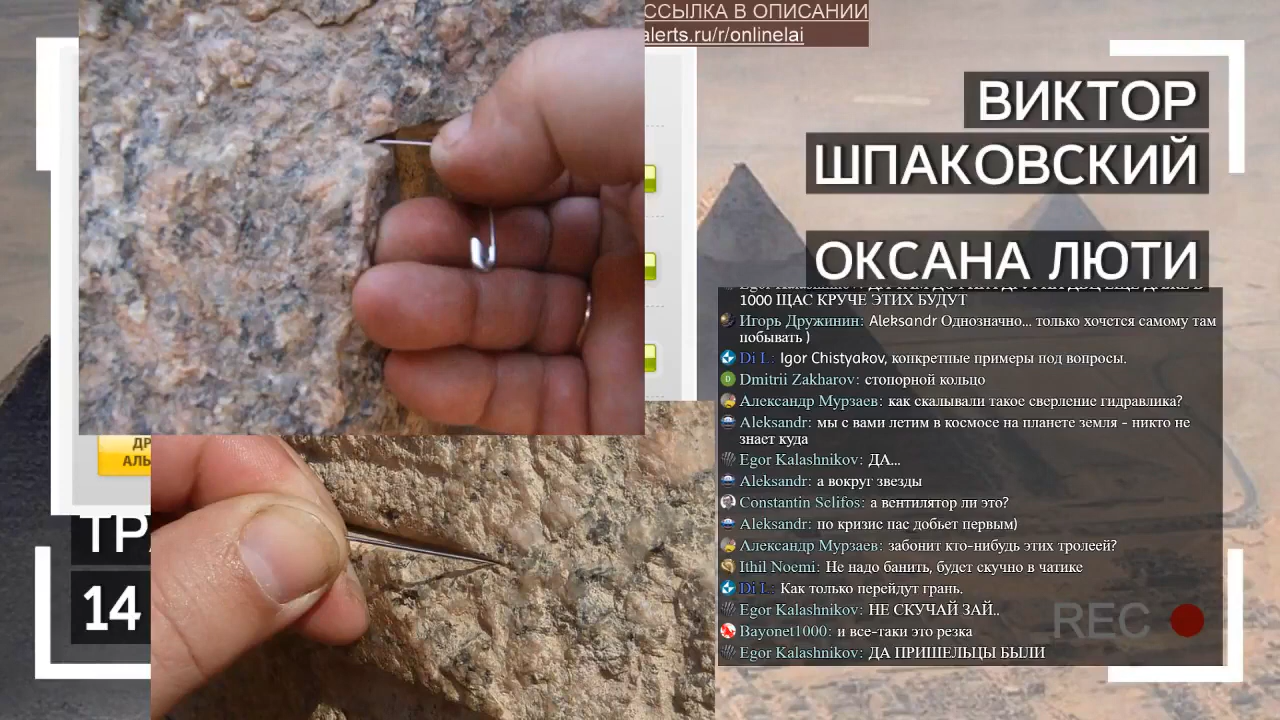 ССЫЛКА В ОПИСАНИИ
alerts.ru/r/onlinelai
ВИКТОР
ШПАКОВСКИЙ
ОКСАНА ЛЮТИ
1000 ЩАС КРУЧЕ ЭТИХ БУДУТ
Игорь Дружинин: Aleksandr Однозначно... только хочется самому там
побывать )
Di L: Igor Chistyakov, конкретные примеры под вопросы.
Dmitrii Zakharov: стопорной кольцо
Александр Мурзаев: как скалывали такое сверление гидравлика?
Aleksandr: мы с вами летим в космосе на планете земля - никто не
знает куда
Egor Kalashnikov: ДА...
Aleksandr: а вокруг звезды
Constantin Sclifos: а вентилятор ли это?
Aleksandr: но кризис нас добьет первым)
Александр Мурзаев: забонит кто-нибудь этих тролеей?
Ithil Noemi: Не надо банить, будет скучно в чатике
Di L: Как только перейдут грань.
Egor Kalashnikov: НЕ СКУЧАЙ ЗАЙ..
Bayonet1000: и все-таки это резка
Egor Kalashnikov: ДА ПРИШЕЛЬЦЫ БЫЛИ
REC
ДР
АЛЬ
ТР
14